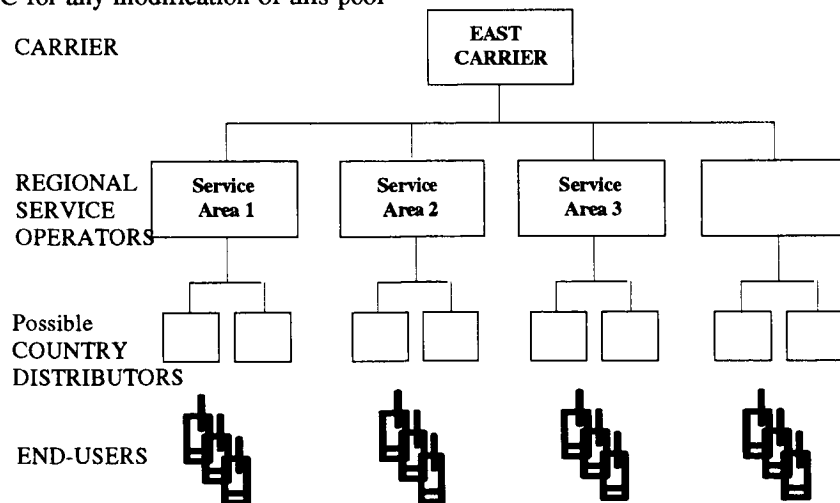 C for any modification of this pool
CARRIER
EAST
CARRIER
REGIONAL
SERVICE
OPERATORS
Service
Area 1
Service
Area 2
Service
Area 3
Possible
COUNTRY
DISTRIBUTORS
END-USERS